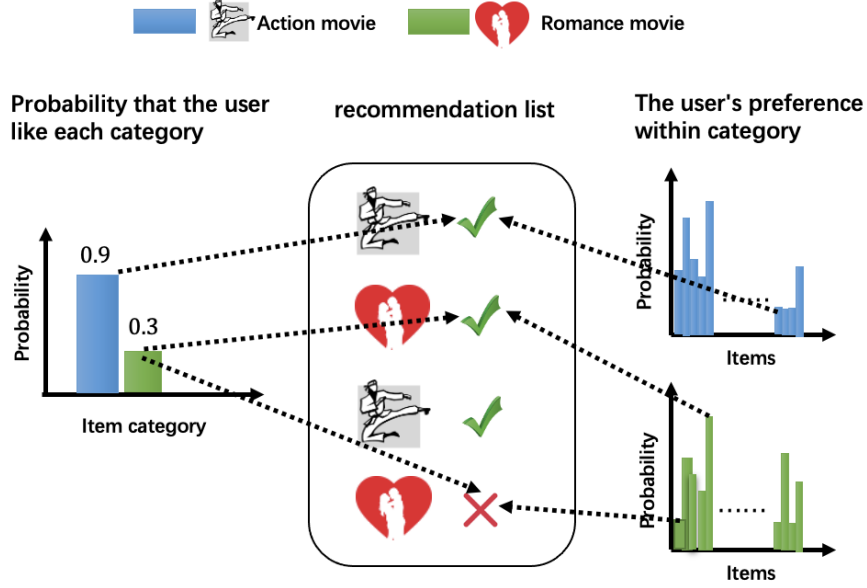 Action movie
Romance movie
Probability that the user
like each category
recommendation list
The user's preference
within category
Probability
0.9
0.3
Item category
Probability
Items
Probability
Items